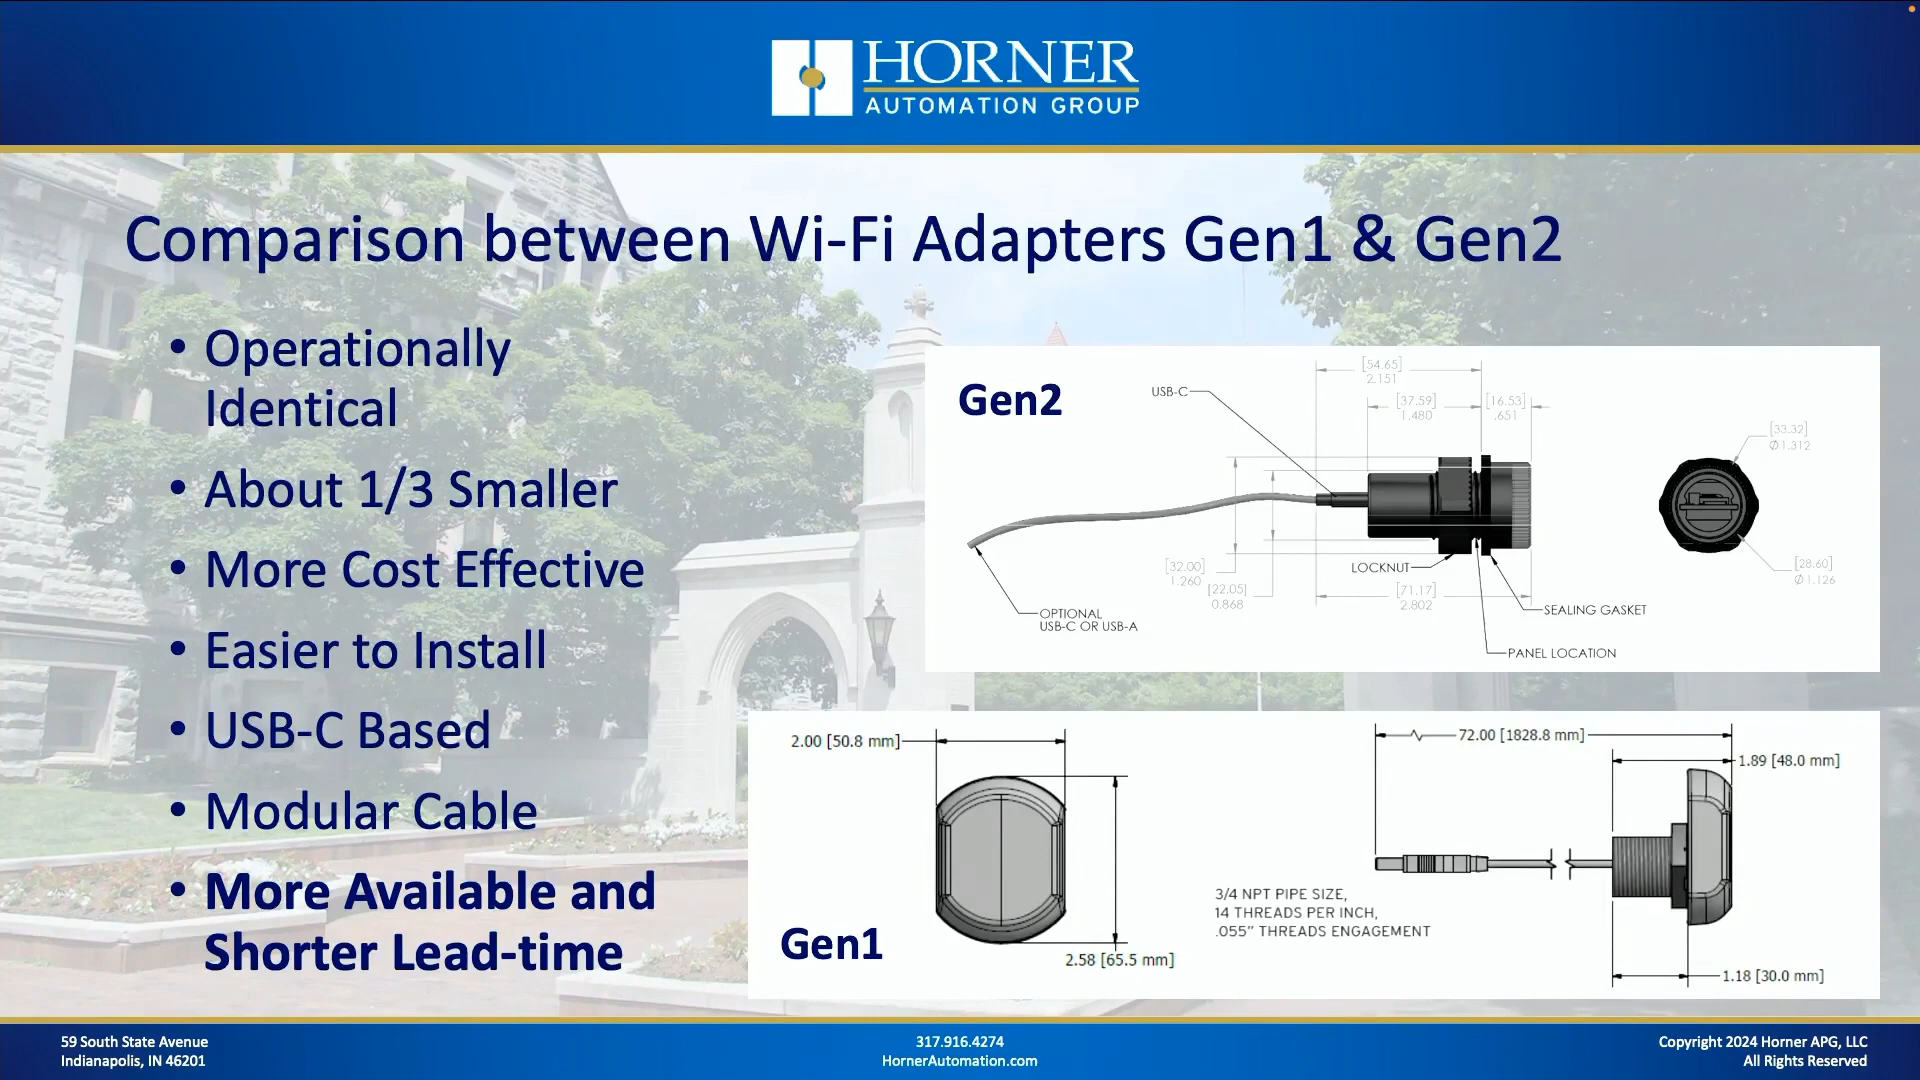 HORNER
AUTOMATION GROUP
Comparison between Wi-Fi Adapters Gen1 & Gen2
• Operationally
Identical
• About 1/3 Smaller
• More Cost Effective
• Easier to Install
• USB-C Based
• Modular Cable
• More Available and
Shorter Lead-time
Gen2
USB-C
[54.65]
2.151
[37.59]
1.480
[16.53]
.651
[33.32]
Ø1.312
[32.00]
1.260
[22.05]
0.868
LOCKNUT
[71.17]
2.802
[28.60]
Ø1.126
OPTIONAL
USB-C OR USB-A
SEALING GASKET
PANEL LOCATION
2.00 [50.8 mm]
72.00 [1828.8 mm]
1.89 [48.0 mm]
3/4 NPT PIPE SIZE,
14 THREADS PER INCH,
.055" THREADS ENGAGEMENT
Gen1
2.58 [65.5 mm]
1.18 [30.0 mm]
59 South State Avenue
Indianapolis, IN 46201
317.916.4274
HornerAutomation.com
Copyright 2024 Horner APG, LLC
All Rights Reserved